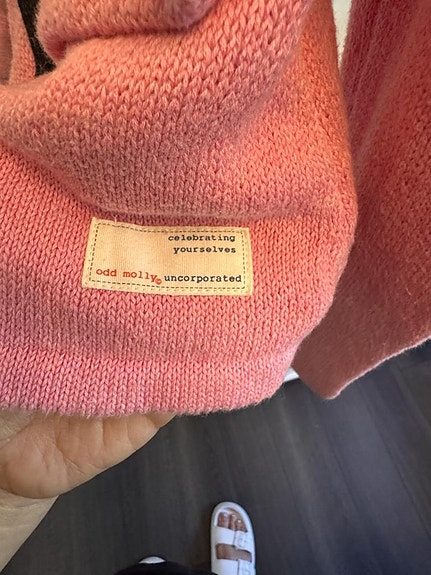 celebrating
yourselves
odd molly© uncorporated